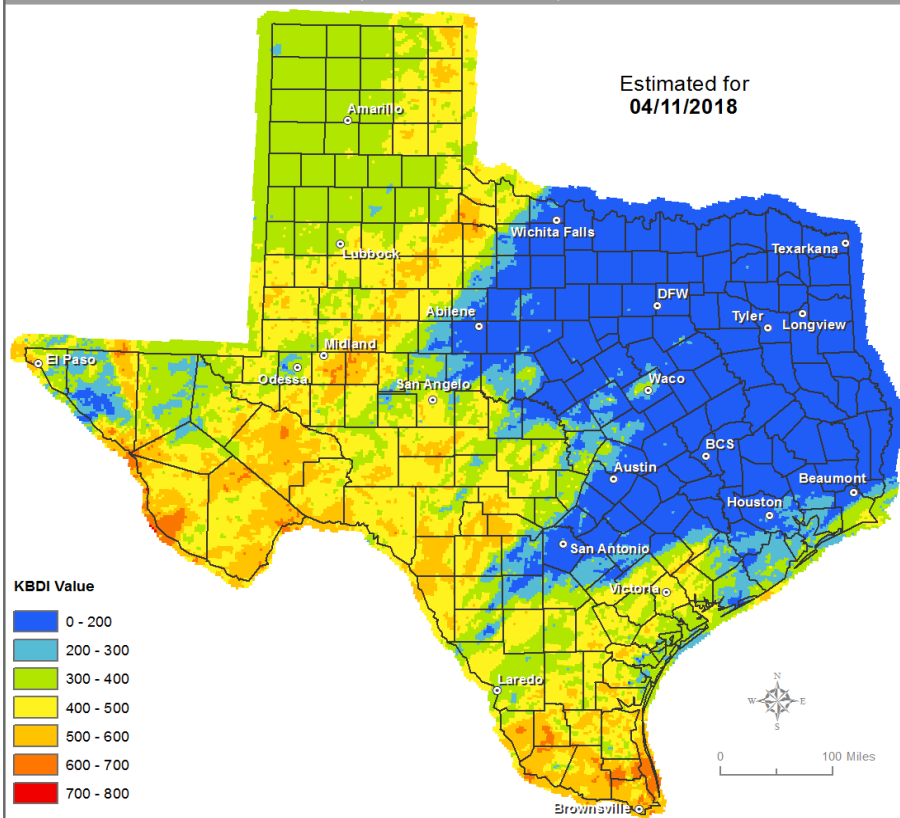 Estimated for
04/11/2018
Amarillo
Wichita Falls
Texarkana
Lubbock
DFW
Abilene
Tyler
Longview
Midland
El Paso
Odessa
San Angelo
Waco
BCS
Austin
Beaumont
Houston
San Antonio
Victoria
Laredo
Brownsville
KBDI Value
0 - 200
200 - 300
300 - 400
400 - 500
500 - 600
600 - 700
700 - 800
N
W
E
S
0
100 Miles